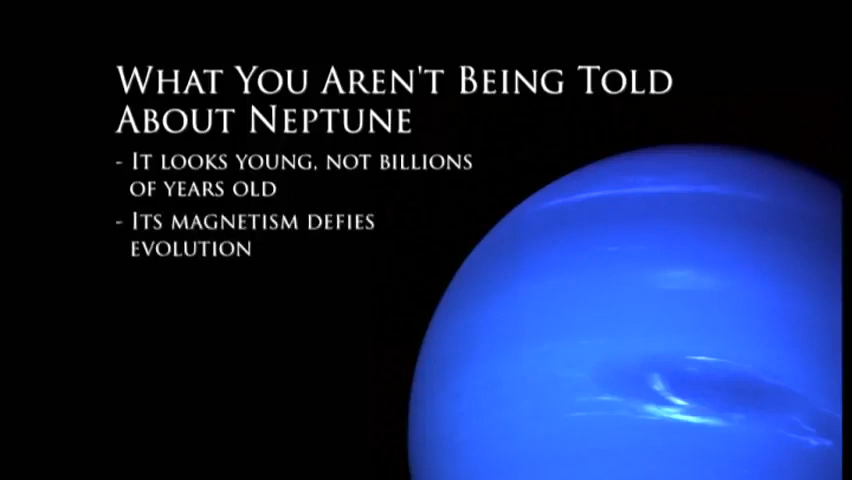 What You Aren't Being Told
About Neptune
- It looks young, not billions
of years old
- Its magnetism defies
evolution